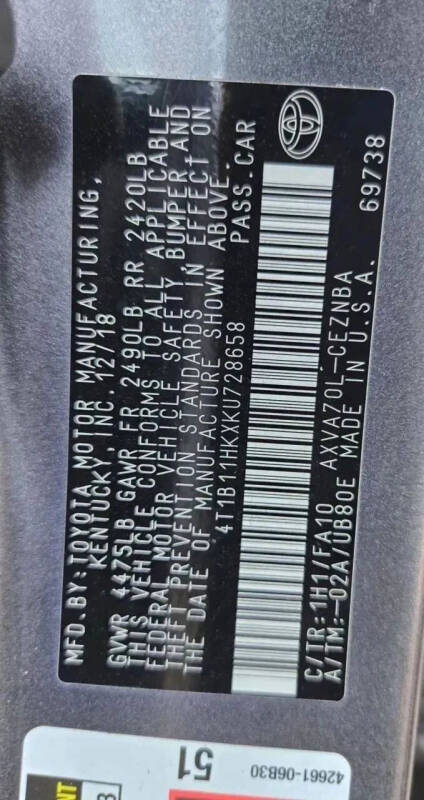 MFD.BY:TOYOTA MOTOR MANUFACTURING,
KENTUCKY, INC. 12/18
GVWR 4475LB GAWR FR 2490LB RR 2420LB
THIS VEHICLE CONFORMS TO ALL APPLICABLE
FEDERAL MOTOR VEHICLE SAFETY, BUMPER AND
THEFT PREVENTION STANDARDS IN EFFECT ON
THE DATE OF MANUFACTURE SHOWN ABOVE.
4T1B11HKXKU728658 PASS.CAR
C/TR:1H1/FA10 AXVA70L-CEZNBA
A/TM:-02A/UB80E MADE IN U.S.A. 69738
51
42661-06B30